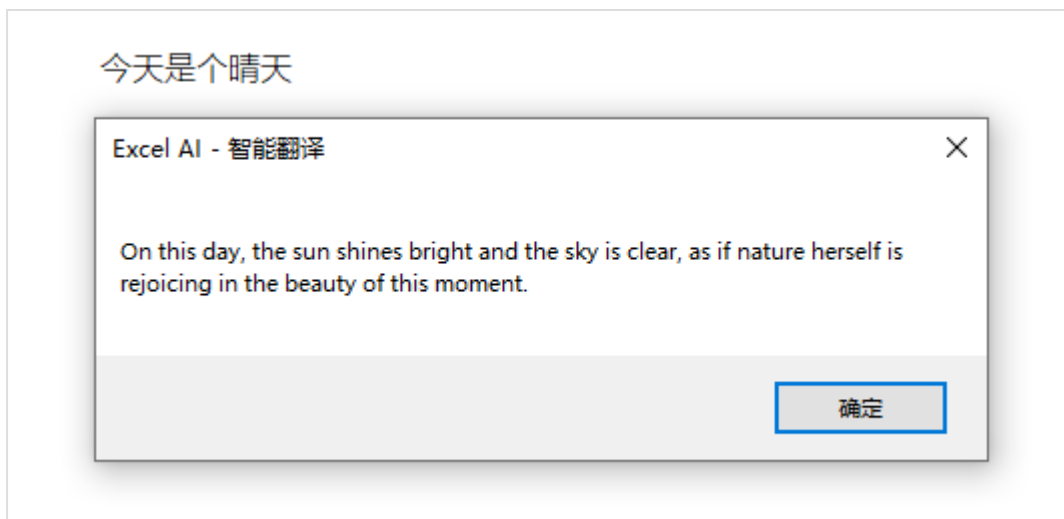 今天是个晴天
Excel AI - 智能翻译
On this day, the sun shines bright and the sky is clear, as if nature herself is
rejoicing in the beauty of this moment.
确定